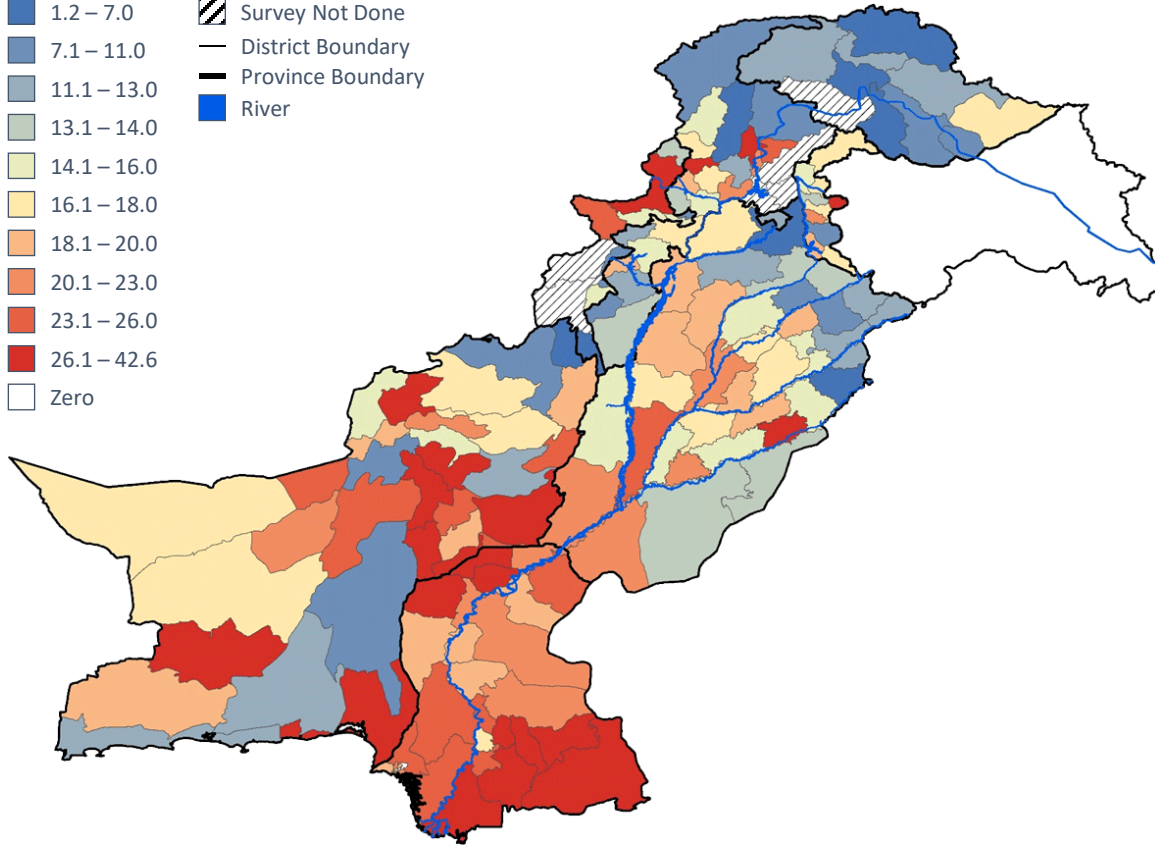 1.2 – 7.0
7.1 – 11.0
11.1 – 13.0
13.1 – 14.0
14.1 – 16.0
16.1 – 18.0
18.1 – 20.0
20.1 – 23.0
23.1 – 26.0
26.1 – 42.6
Zero
Survey Not Done
District Boundary
Province Boundary
River